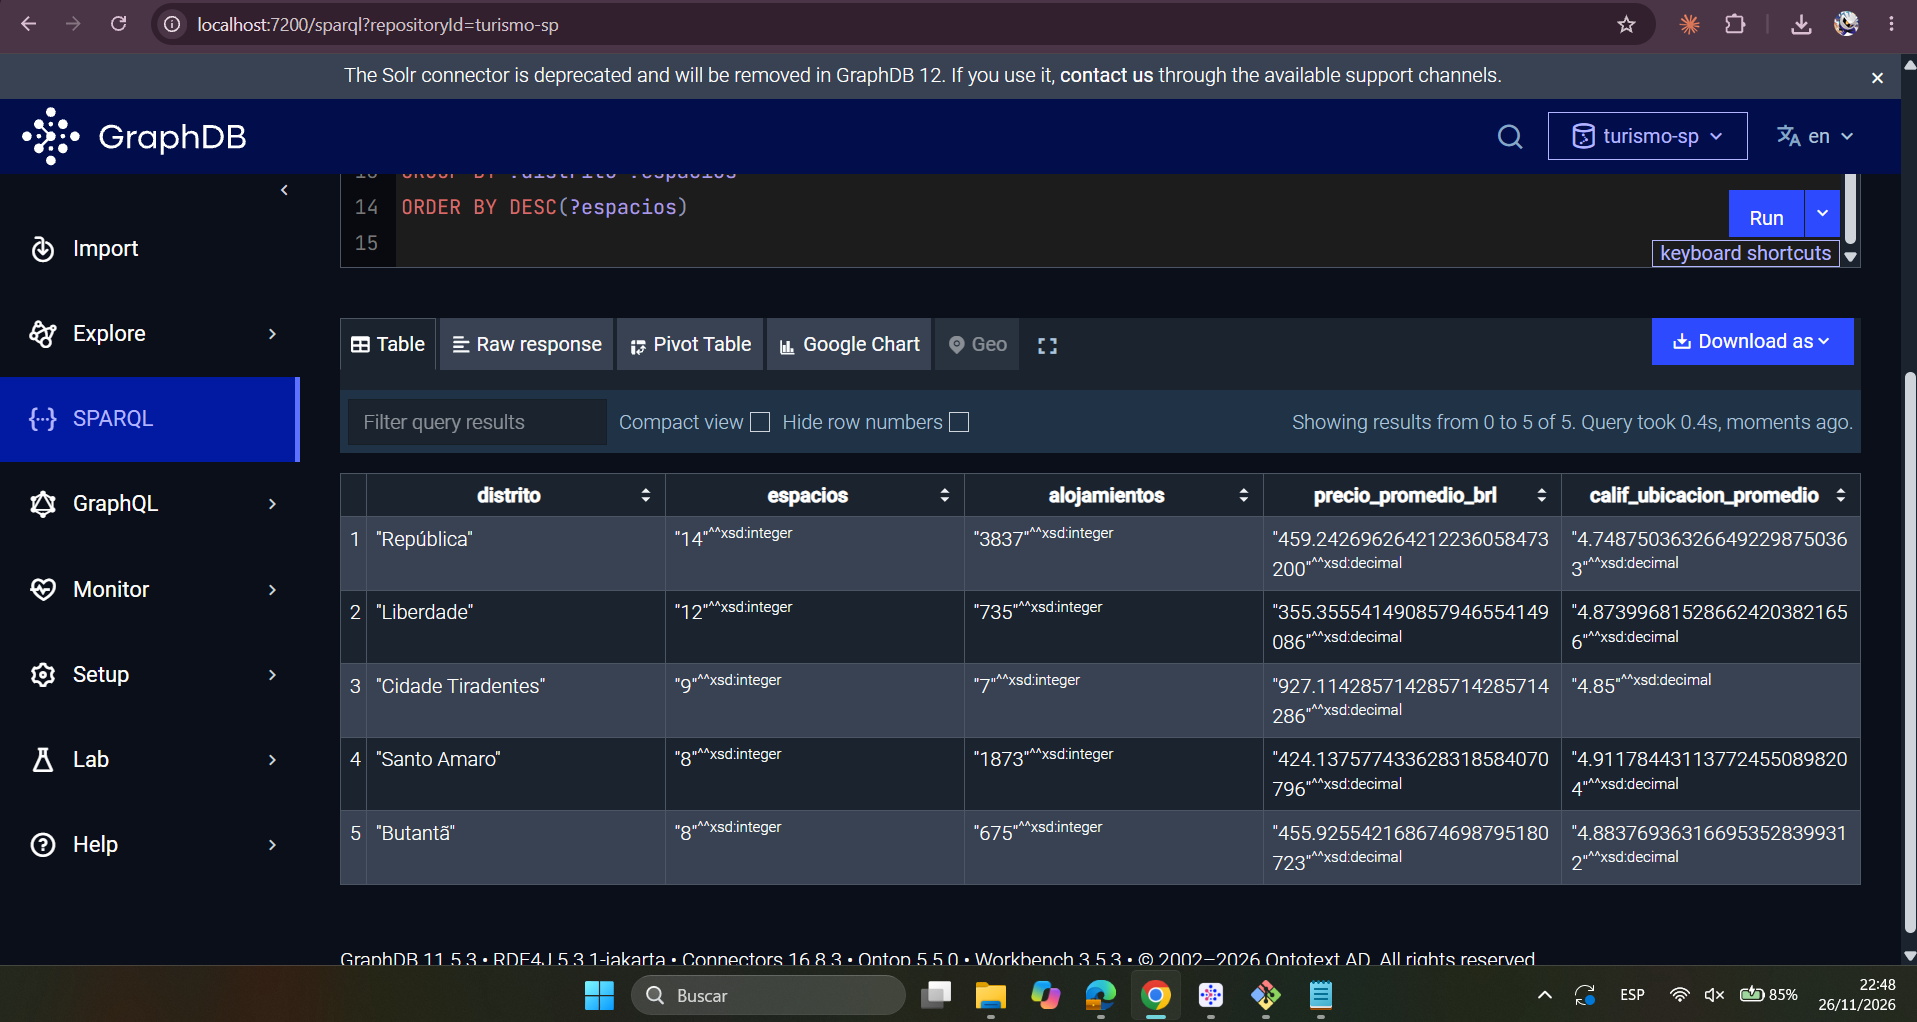 localhost:7200/sparql?repositoryId=turismo-sp
The Solr connector is deprecated and will be removed in GraphDB 12. If you use it, contact us through the available support channels.
GraphDB
turismo-sp
en
Import
Explore
SPARQL
GraphQL
Monitor
Setup
Lab
Help
14 ORDER BY DESC(?espacios)
15
Run
keyboard shortcuts
Table Raw response Pivot Table Google Chart Geo
Download as
Filter query results Compact view Hide row numbers Showing results from 0 to 5 of 5. Query took 0.4s, moments ago.
distrito espacios alojamientos precio_promedio_brl calif_ubicacion_promedio
1 "República" "14"^^xsd:integer "3837"^^xsd:integer "459.242696264212236058473200"^^xsd:decimal "4.748750363266492298750363"^^xsd:decimal
2 "Liberdade" "12"^^xsd:integer "735"^^xsd:integer "355.355541490857946554149086"^^xsd:decimal "4.873996815286624203821656"^^xsd:decimal
3 "Cidade Tiradentes" "9"^^xsd:integer "7"^^xsd:integer "927.114285714285714285714286"^^xsd:decimal "4.85"^^xsd:decimal
4 "Santo Amaro" "8"^^xsd:integer "1873"^^xsd:integer "424.137577433628318584070796"^^xsd:decimal "4.911784431137724550898204"^^xsd:decimal
5 "Butantã" "8"^^xsd:integer "675"^^xsd:integer "455.925542168674698795180723"^^xsd:decimal "4.883769363166953528399312"^^xsd:decimal
GraphDB 11.5.3 • RDF4J 5.3.1-jakarta • Connectors 16.8.3 • Ontop 5.5.0 • Workbench 3.5.3 • © 2002–2026 Ontotext AD. All rights reserved
Buscar
ESP
85%
22:48
26/11/2026